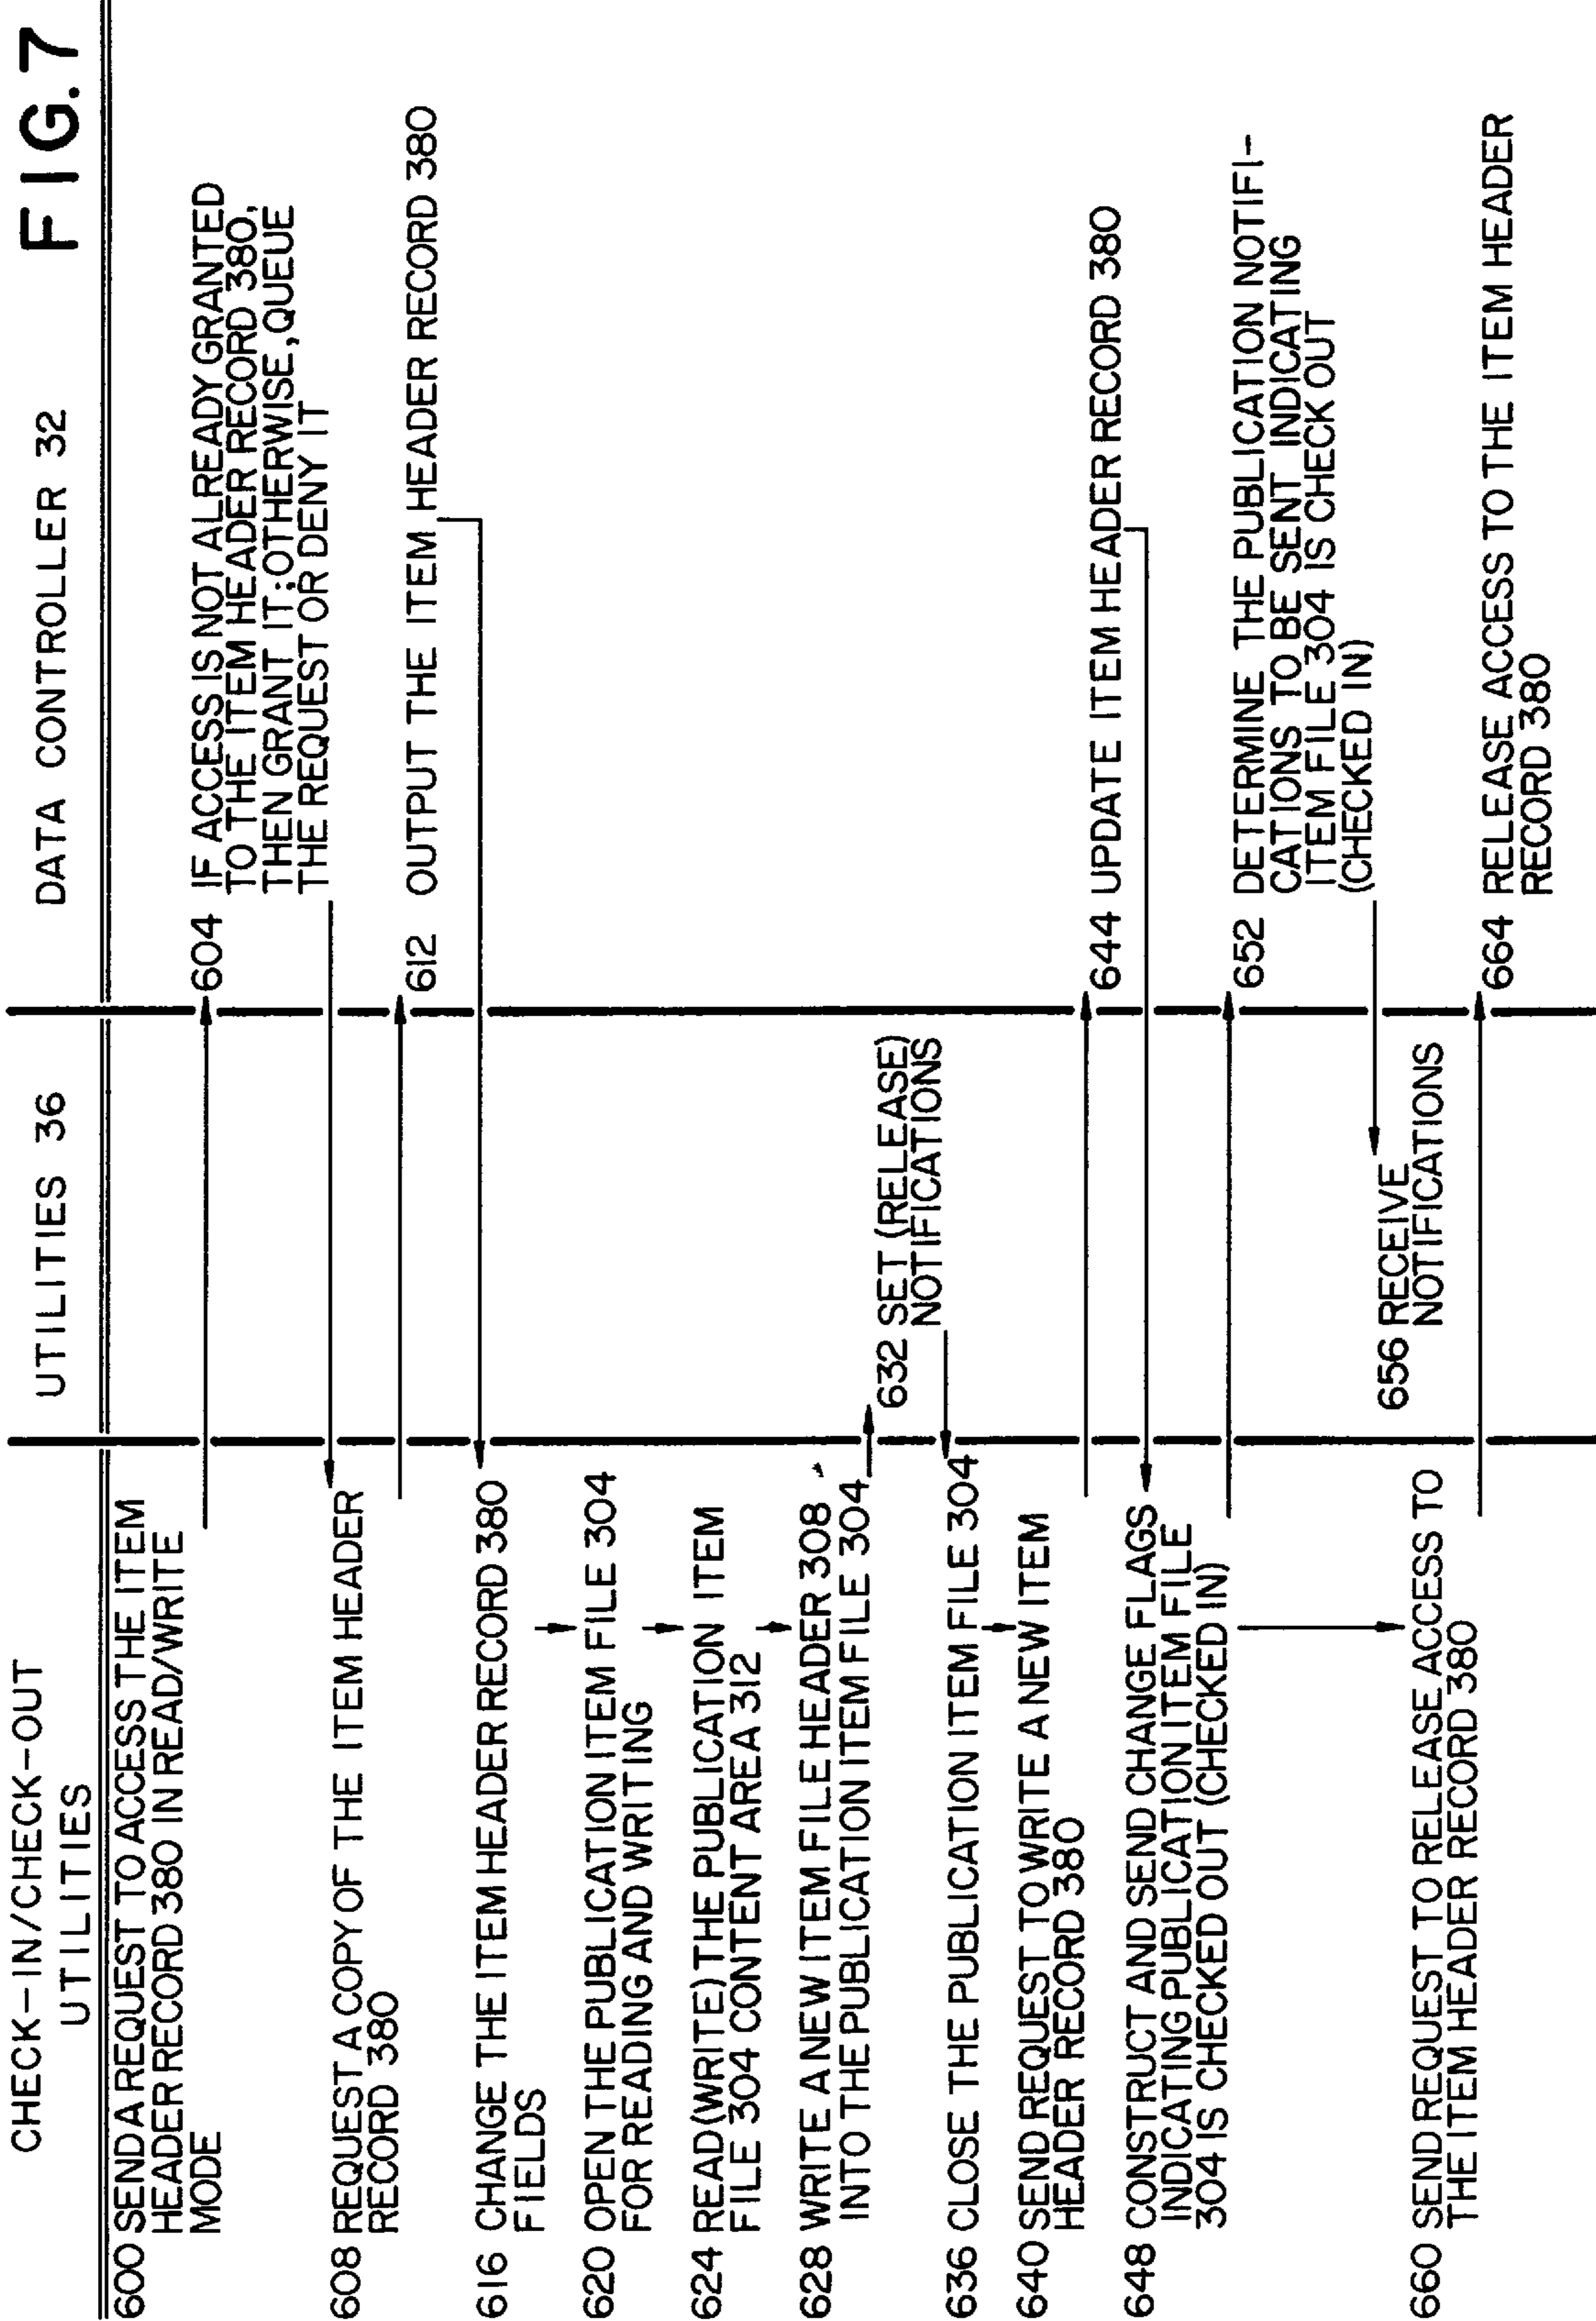 FIG. 7
CHECK-IN/CHECK-OUT
UTILITIES
UTILITIES 36
DATA CONTROLLER 32
600 SEND A REQUEST TO ACCESS THE ITEM
HEADER RECORD 380 IN READ/WRITE
MODE
604 IF ACCESS IS NOT ALREADY GRANTED
TO THE ITEM HEADER RECORD 380,
THEN GRANT IT; OTHERWISE, QUEUE
THE REQUEST OR DENY IT
608 REQUEST A COPY OF THE ITEM HEADER
RECORD 380
612 OUTPUT THE ITEM HEADER RECORD 380
616 CHANGE THE ITEM HEADER RECORD 380
FIELDS
620 OPEN THE PUBLICATION ITEM FILE 304
FOR READING AND WRITING
624 READ (WRITE) THE PUBLICATION ITEM
FILE 304 CONTENT AREA 312
628 WRITE A NEW ITEM FILE HEADER 308
INTO THE PUBLICATION ITEM FILE 304
632 SET (RELEASE)
NOTIFICATIONS
636 CLOSE THE PUBLICATION ITEM FILE 304
640 SEND REQUEST TO WRITE A NEW ITEM
HEADER RECORD 380
644 UPDATE ITEM HEADER RECORD 380
648 CONSTRUCT AND SEND CHANGE FLAGS
INDICATING PUBLICATION ITEM FILE
304 IS CHECKED OUT (CHECKED IN)
652 DETERMINE THE PUBLICATION NOTIFI-
CATIONS TO BE SENT INDICATING
ITEM FILE 304 IS CHECK OUT
(CHECKED IN)
656 RECEIVE
NOTIFICATIONS
660 SEND REQUEST TO RELEASE ACCESS TO
THE ITEM HEADER RECORD 380
664 RELEASE ACCESS TO THE ITEM HEADER
RECORD 380